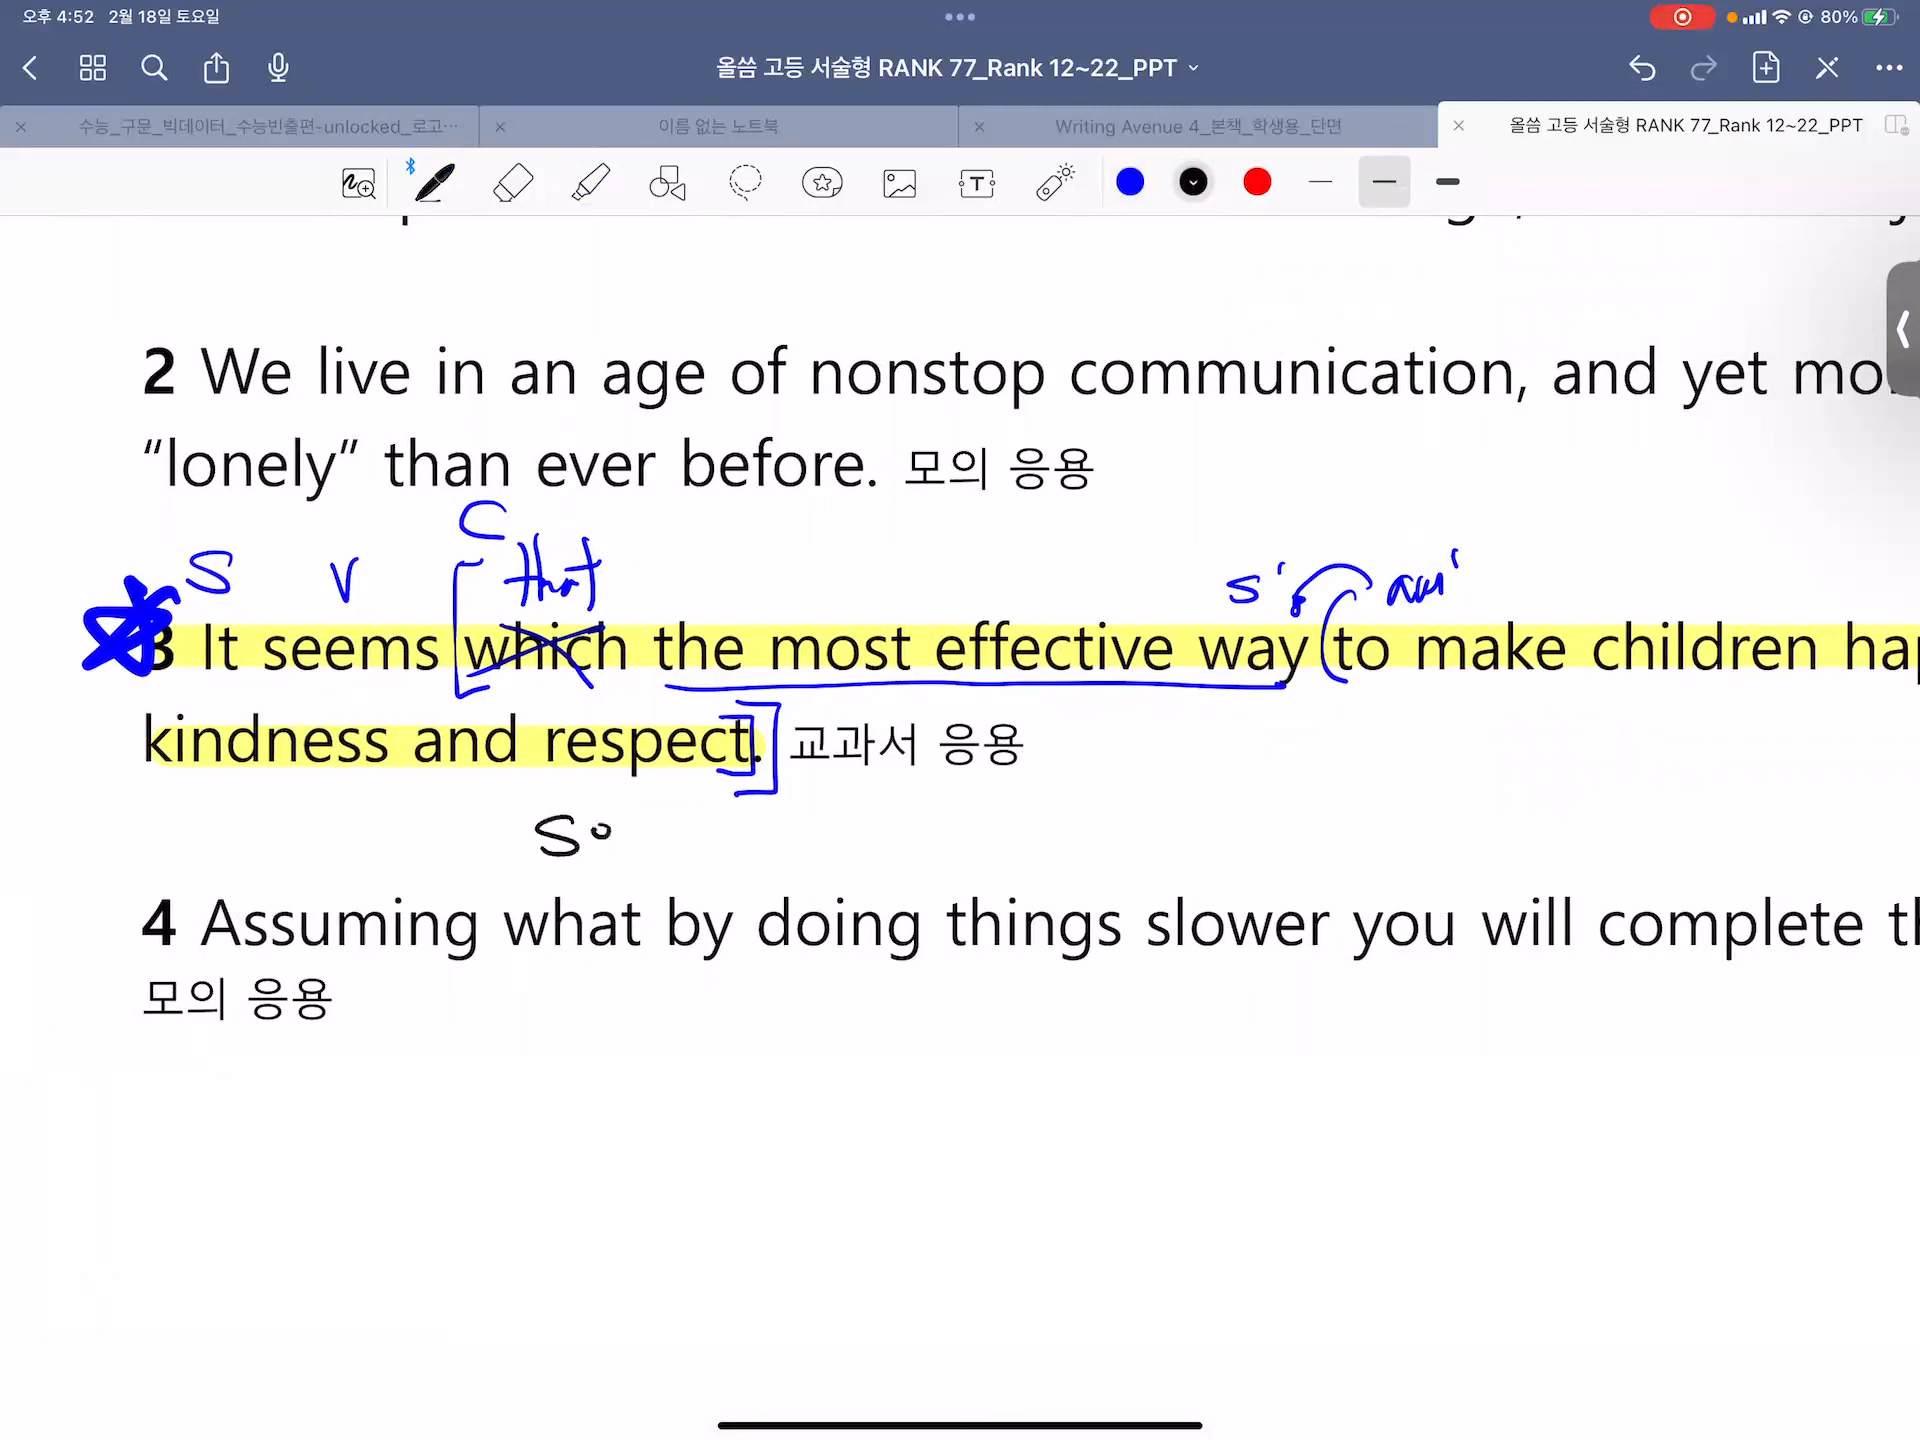 오후 4:52 2월 18일 토요일
80%
올씀 고등 서술형 RANK 77_Rank 12~22_PPT
수능_구문_빅데이터_수능빈출편-unlocked_로고…
이름 없는 노트북
Writing Avenue 4_본책_학생용_단면
올씀 고등 서술형 RANK 77_Rank 12~22_PPT
2 We live in an age of nonstop communication, and yet mo
“lonely” than ever before. 모의 응용
C
S V that S'
3 It seems which the most effective way to make children hap
kindness and respect. 교과서 응용
so
4 Assuming what by doing things slower you will complete th
모의 응용